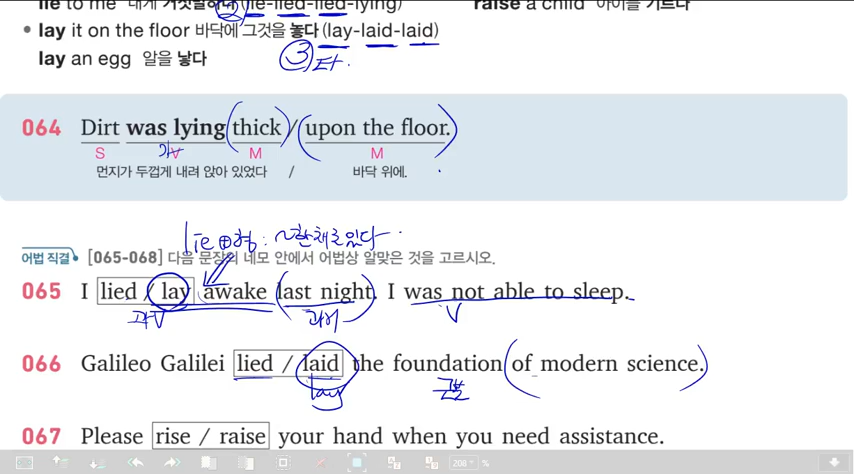 lie to me 에게 거짓말하다 (lie-lied-lied-lying) raise a child 아이를 기르다
• lay it on the floor 바닥에 그것을 놓다 (lay-laid-laid)
lay an egg 알을 낳다
③ 타.
064 Dirt was lying (thick / (upon the floor.)
S V M M
먼지가 두껍게 내려 앉아 있었다 / 바닥 위에.
lie ⊕ 형 : ~한 채로 있다
어법 직결 [065-068] 다음 문장의 네모 안에서 어법상 알맞은 것을 고르시오.
065 I lied / lay awake (last night). I was not able to sleep.
과V 과거 V
066 Galileo Galilei lied / laid the foundation (of modern science.)
lay
067 Please rise / raise your hand when you need assistance.
208 %